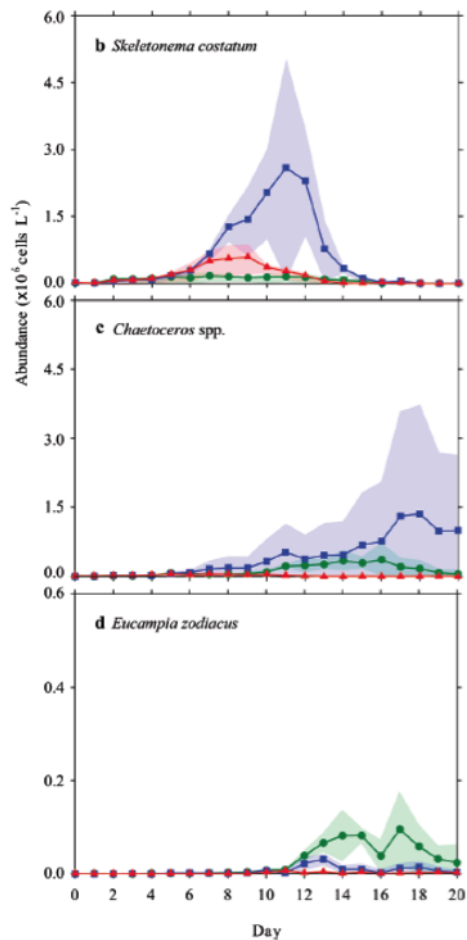 6.0
b Skeletonema costatum
4.5
3.0
1.5
0.0
6.0
c Chaetoceros spp.
4.5
3.0
1.5
0.0
0.6
d Eucampia zodiacus
0.4
0.2
0.0
0 2 4 6 8 10 12 14 16 18 20
Day
Abundance (x10⁶ cells L⁻¹)